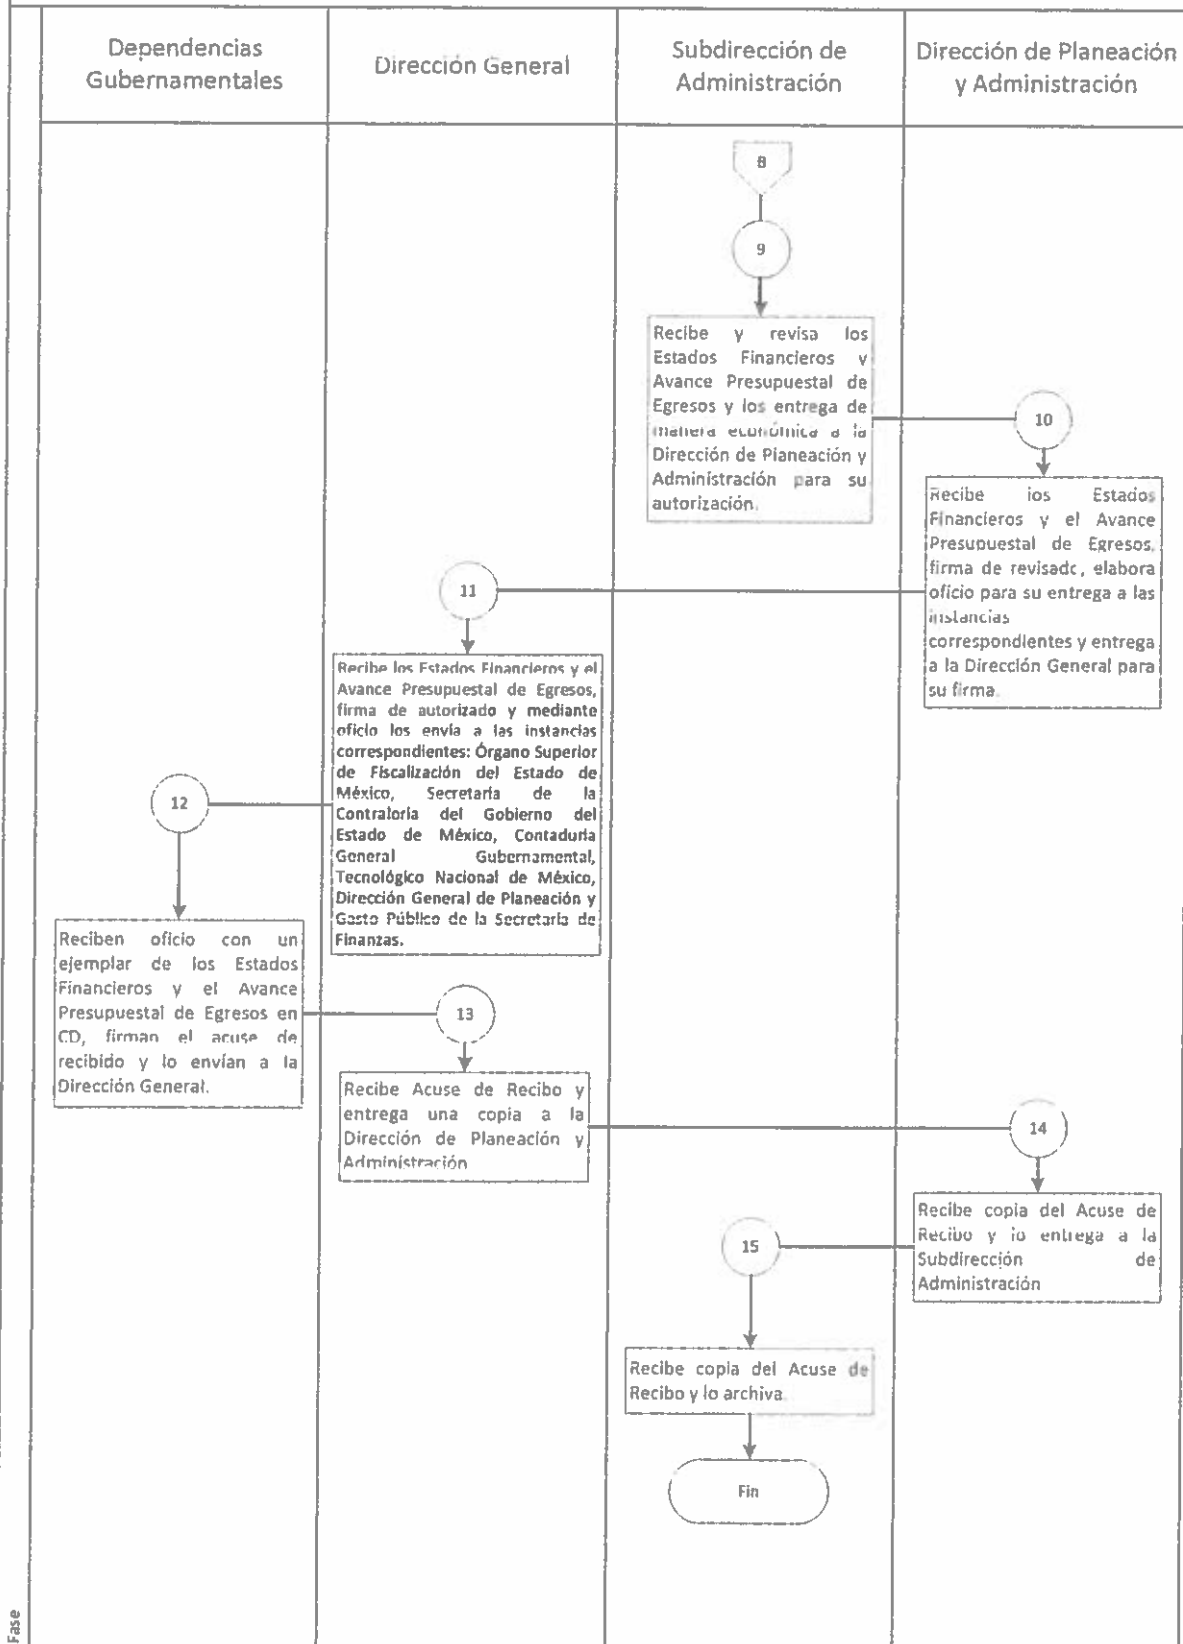 Dependencias
Gubernamentales
Dirección General
Subdirección de
Administración
Dirección de Planeación
y Administración
8
9
Recibe y revisa los
Estados Financieros y
Avance Presupuestal de
Egresos y los entrega de
manera económica a la
Dirección de Planeación y
Administración para su
autorización.
10
Recibe los Estados
Financieros y el Avance
Presupuestal de Egresos,
firma de revisado, elabora
oficio para su entrega a las
instancias
correspondientes y entrega
a la Dirección General para
su firma.
11
Recibe los Estados Financieros y el
Avance Presupuestal de Egresos,
firma de autorizado y mediante
oficio los envía a las instancias
correspondientes: Órgano Superior
de Fiscalización del Estado de
México, Secretaría de la
Contraloría del Gobierno del
Estado de México, Contaduría
General Gubernamental,
Tecnológico Nacional de México,
Dirección General de Planeación y
Gasto Público de la Secretaría de
Finanzas.
12
Reciben oficio con un
ejemplar de los Estados
Financieros y el Avance
Presupuestal de Egresos en
CD, firman el acuse de
recibido y lo envían a la
Dirección General.
13
Recibe Acuse de Recibo y
entrega una copia a la
Dirección de Planeación y
Administración
14
Recibe copia del Acuse de
Recibo y lo entrega a la
Subdirección de
Administración
15
Recibe copia del Acuse de
Recibo y lo archiva.
Fin
Fase